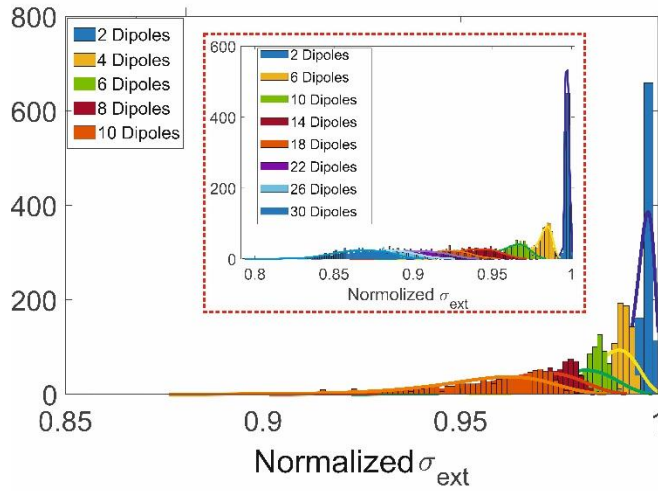 800
600
400
200
0
2 Dipoles
4 Dipoles
6 Dipoles
8 Dipoles
10 Dipoles
600
400
200
0
2 Dipoles
6 Dipoles
10 Dipoles
14 Dipoles
18 Dipoles
22 Dipoles
26 Dipoles
30 Dipoles
0.8 0.85 0.9 0.95 1
Normalized σext
0.85 0.9 0.95 1
Normalized σext